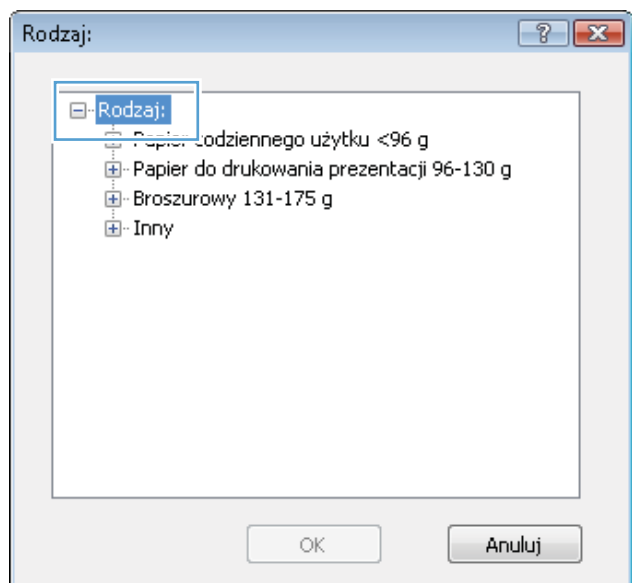 Rodzaj:
Rodzaj:
Papier codziennego użytku <96 g
Papier do drukowania prezentacji 96-130 g
Broszurowy 131-175 g
Inny
OK
Anuluj